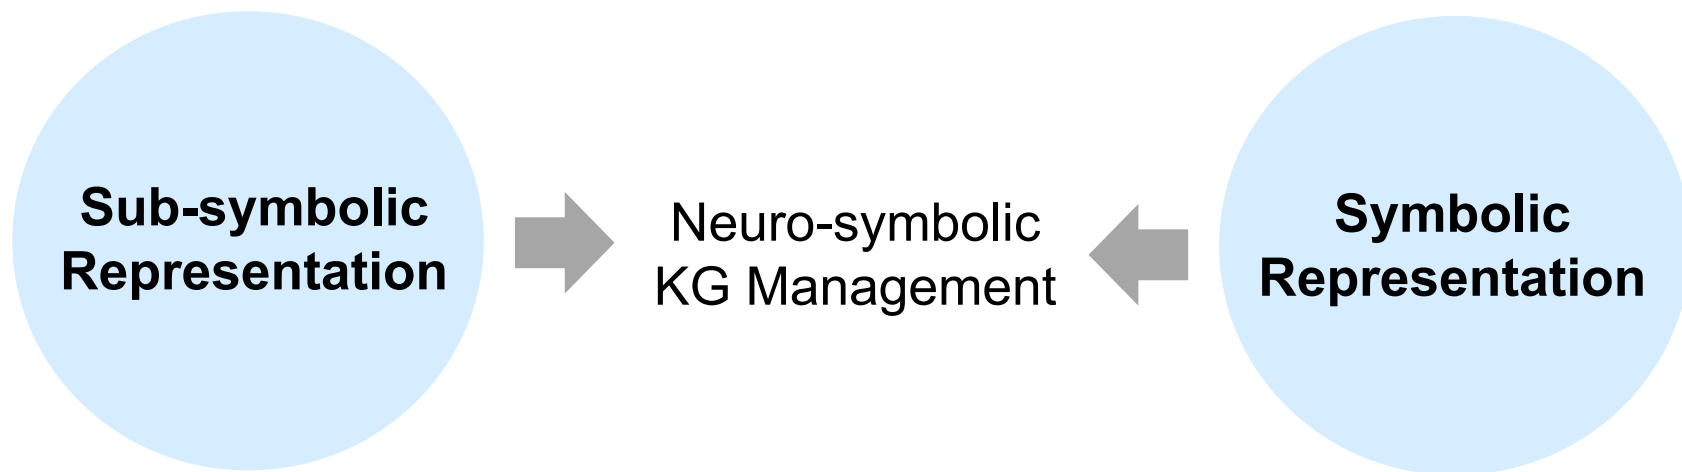 Sub-symbolic
Representation
Neuro-symbolic
KG Management
Symbolic
Representation